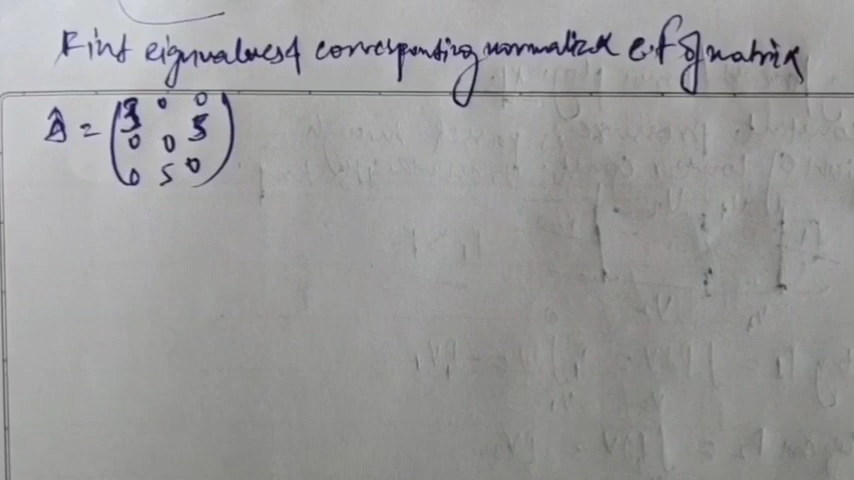 Find eigenvalues & corresponding normalized e.f of matrix
Â = (3 0 0
0 0 5
0 5 0)